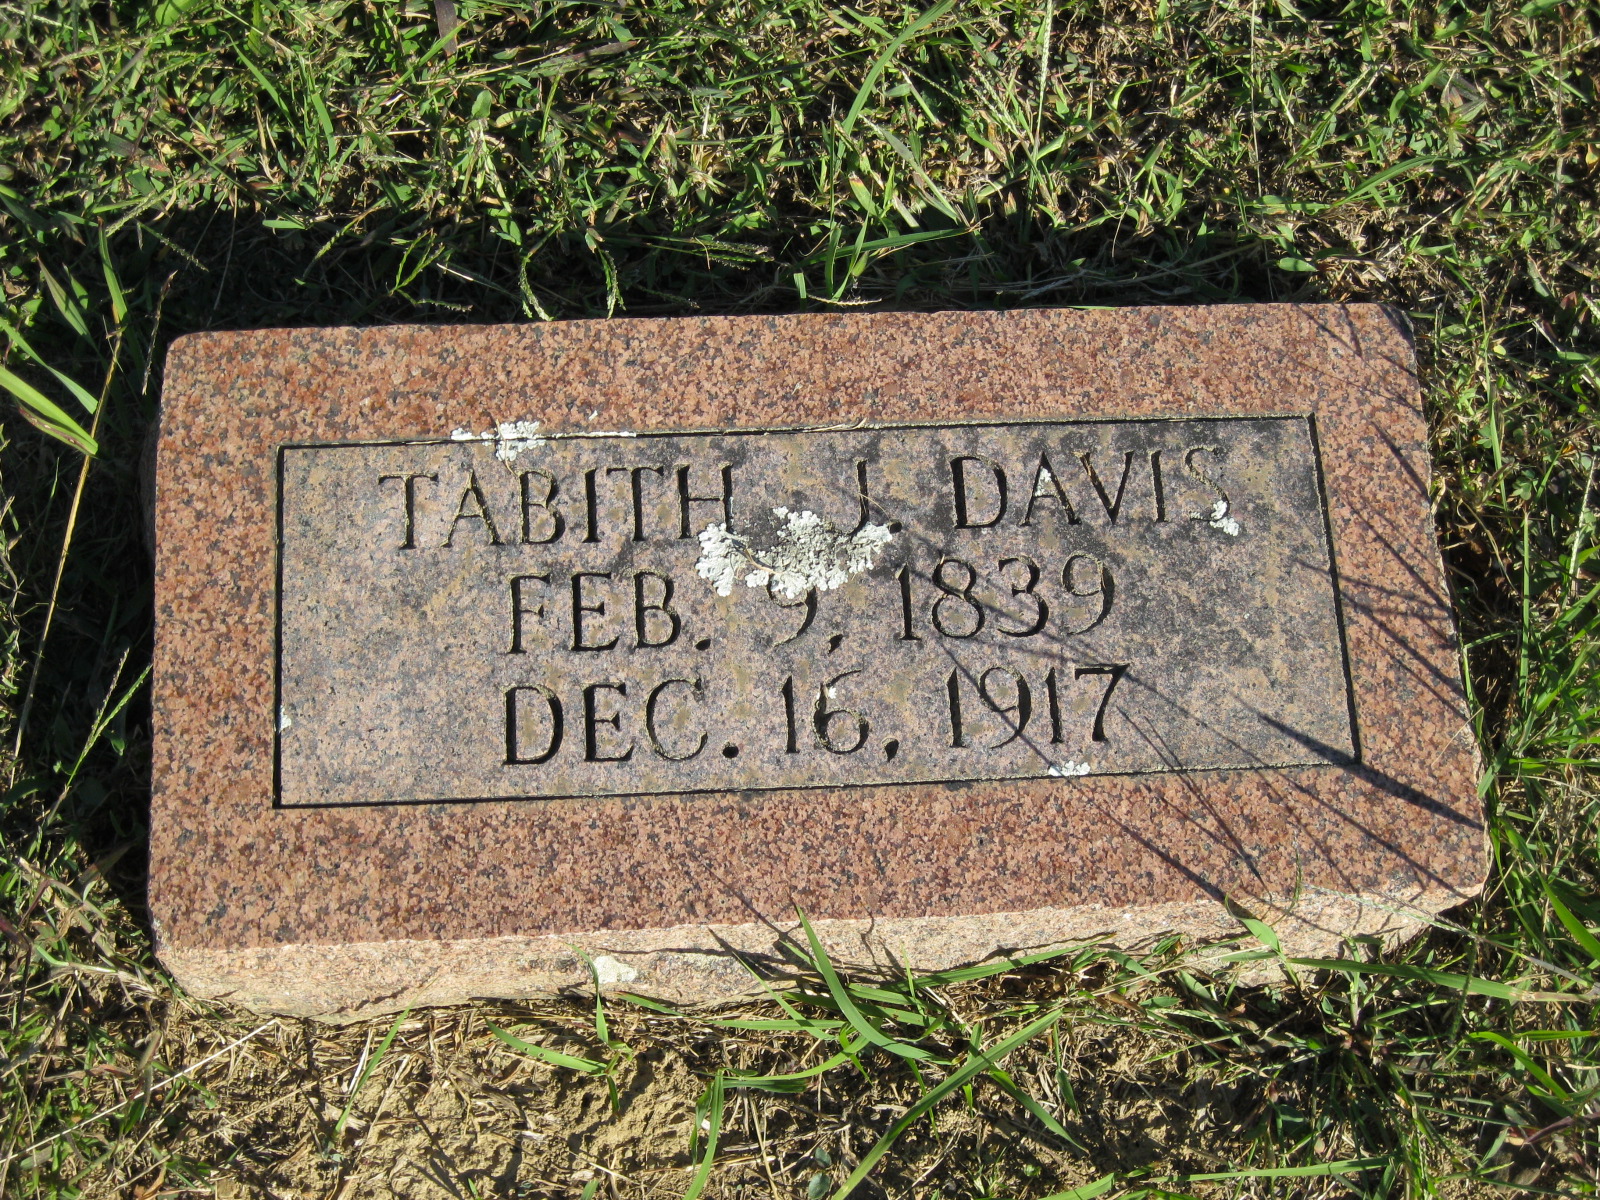 TABITH J. DAVIS
FEB. 9, 1839
DEC. 16, 1917